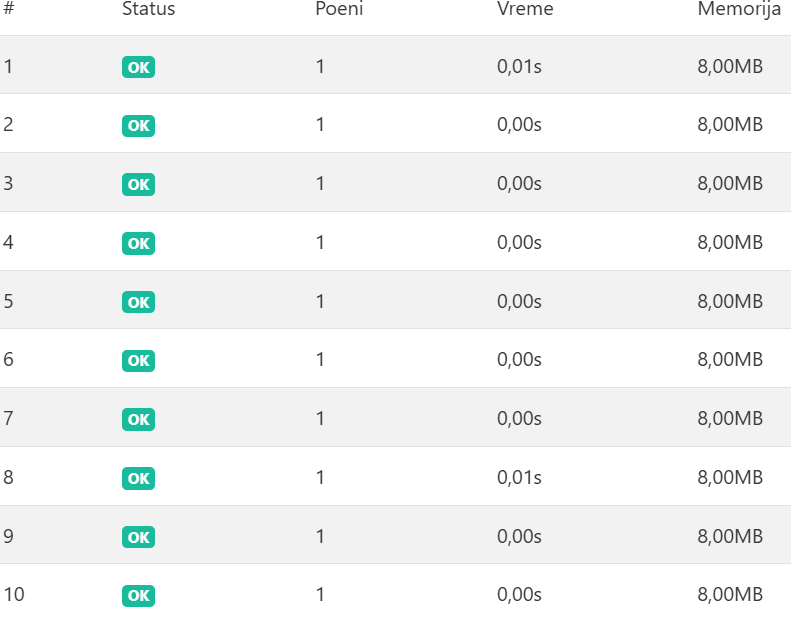 # Status Poeni Vreme Memorija
1 OK 1 0,01s 8,00MB
2 OK 1 0,00s 8,00MB
3 OK 1 0,00s 8,00MB
4 OK 1 0,00s 8,00MB
5 OK 1 0,00s 8,00MB
6 OK 1 0,00s 8,00MB
7 OK 1 0,00s 8,00MB
8 OK 1 0,01s 8,00MB
9 OK 1 0,00s 8,00MB
10 OK 1 0,00s 8,00MB